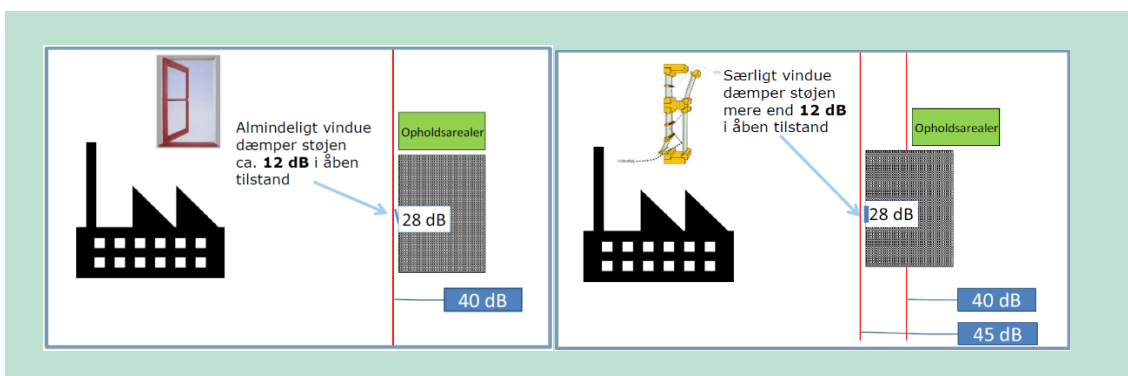 Almindeligt vindue
dæmper støjen
ca. 12 dB i åben
tilstand
Opholdsarealer
28 dB
40 dB
Særligt vindue
dæmper støjen
mere end 12 dB
i åben tilstand
Opholdsarealer
28 dB
40 dB
45 dB